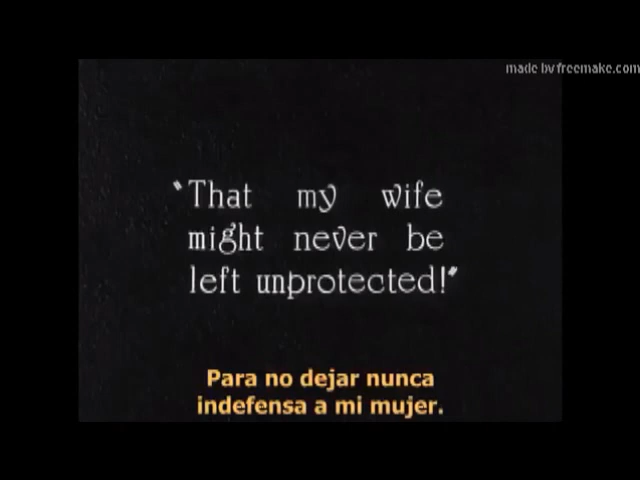 made by freemake.com
"That my wife
might never be
left unprotected!"
Para no dejar nunca
indefensa a mi mujer.